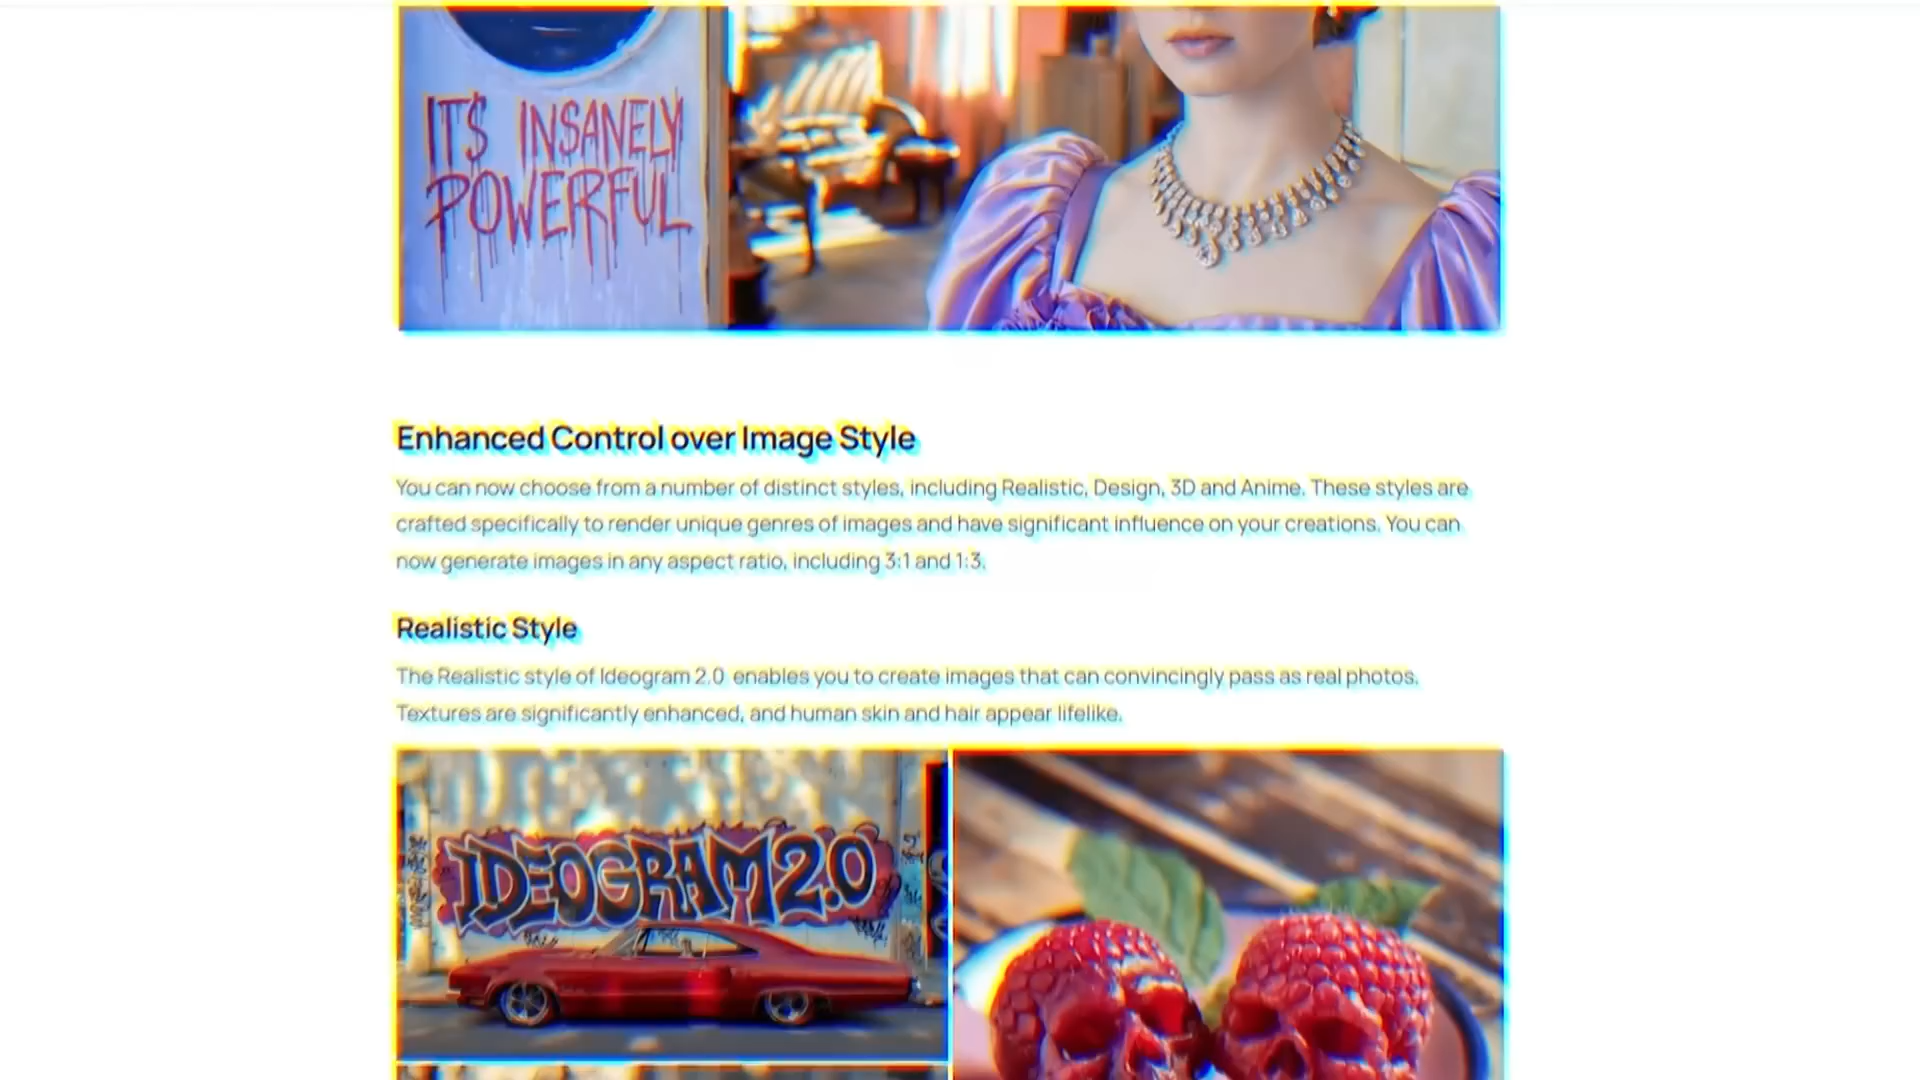 IT$ INSANELY
POWERFUL
Enhanced Control over Image Style
You can now choose from a number of distinct styles, including Realistic, Design, 3D and Anime. These styles are
crafted specifically to render unique genres of images and have significant influence on your creations. You can
now generate images in any aspect ratio, including 3:1 and 1:3.
Realistic Style
The Realistic style of Ideogram 2.0 enables you to create images that can convincingly pass as real photos.
Textures are significantly enhanced, and human skin and hair appear lifelike.
IDEOGRAM 2.0